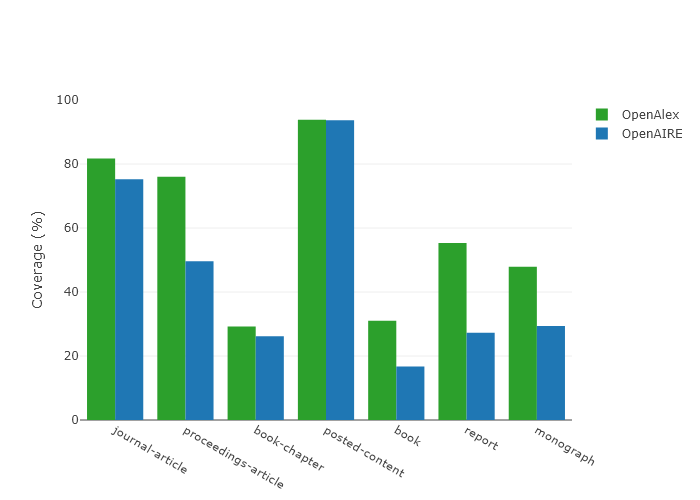 100
80
60
40
20
0
Coverage (%)
journal-article
proceedings-article
book-chapter
posted-content
book
report
monograph
OpenAlex
OpenAIRE